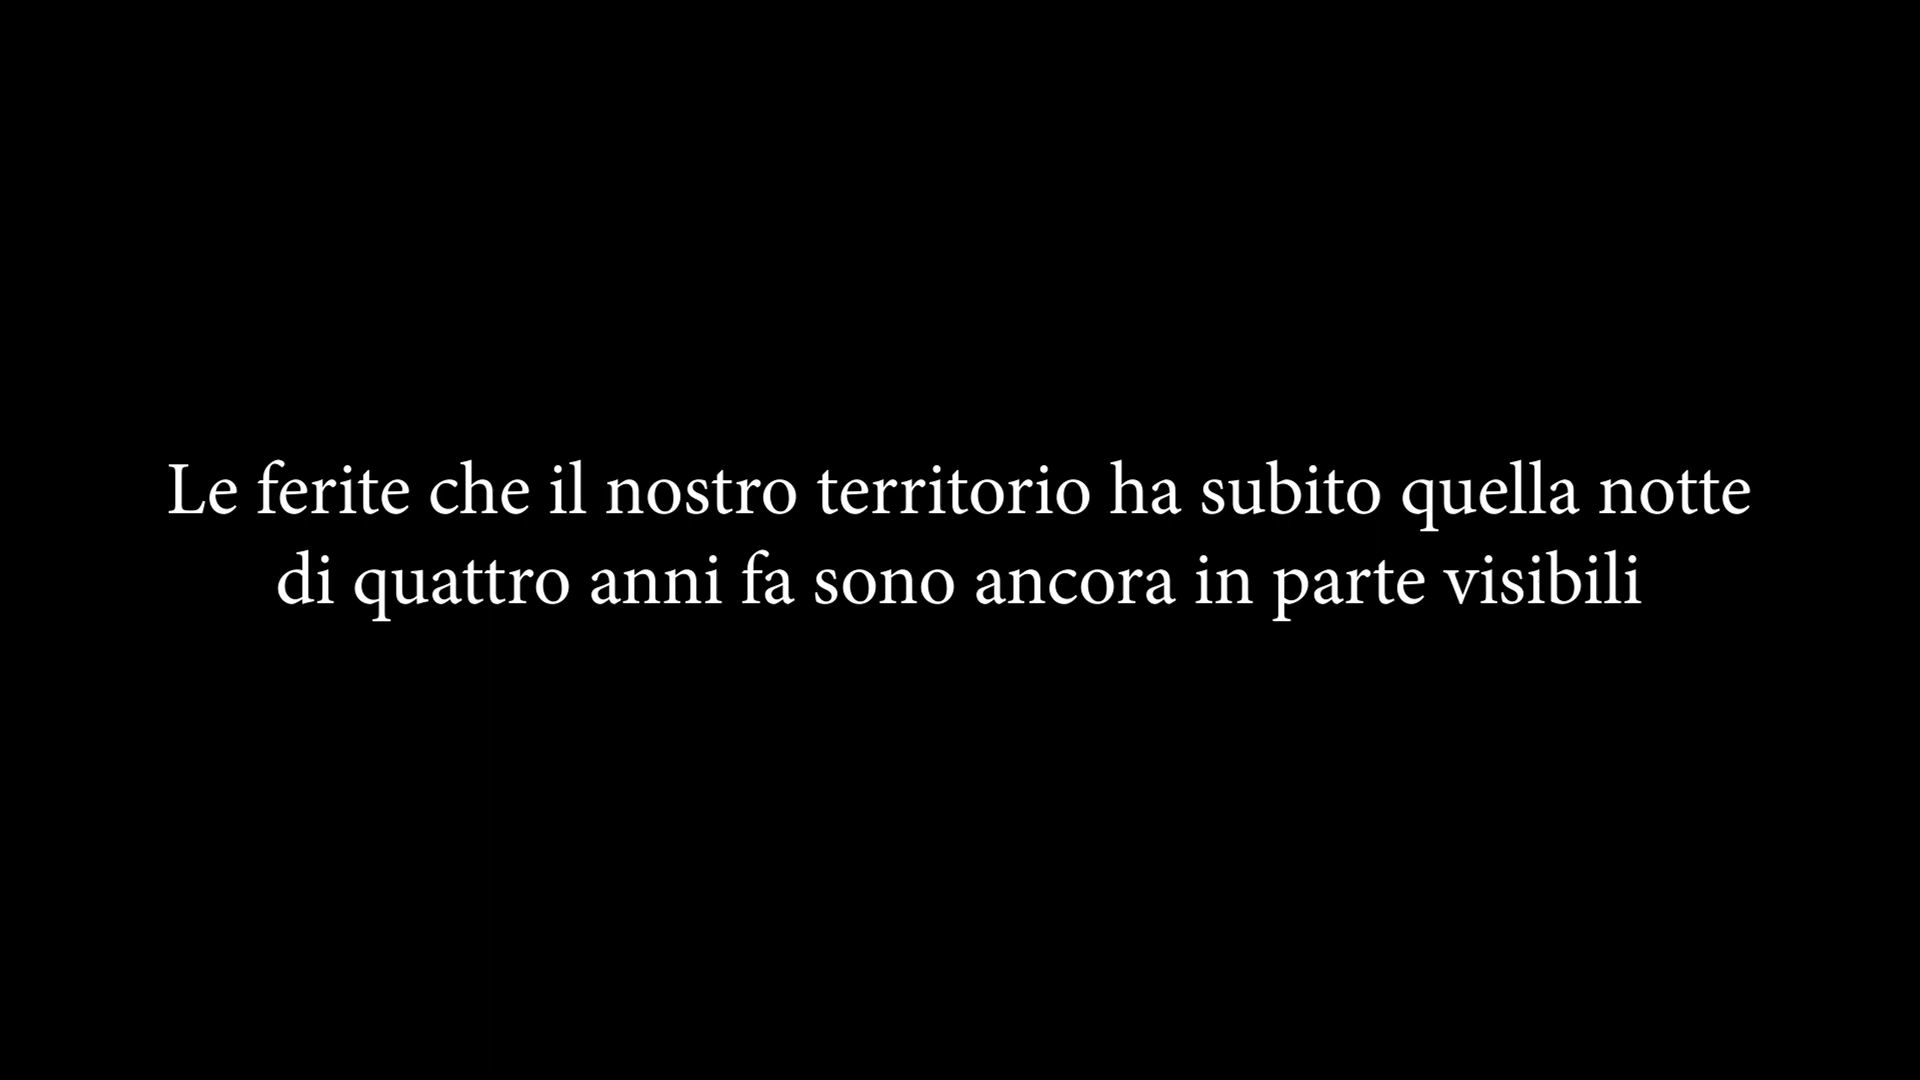 Le ferite che il nostro territorio ha subito quella notte
di quattro anni fa sono ancora in parte visibili